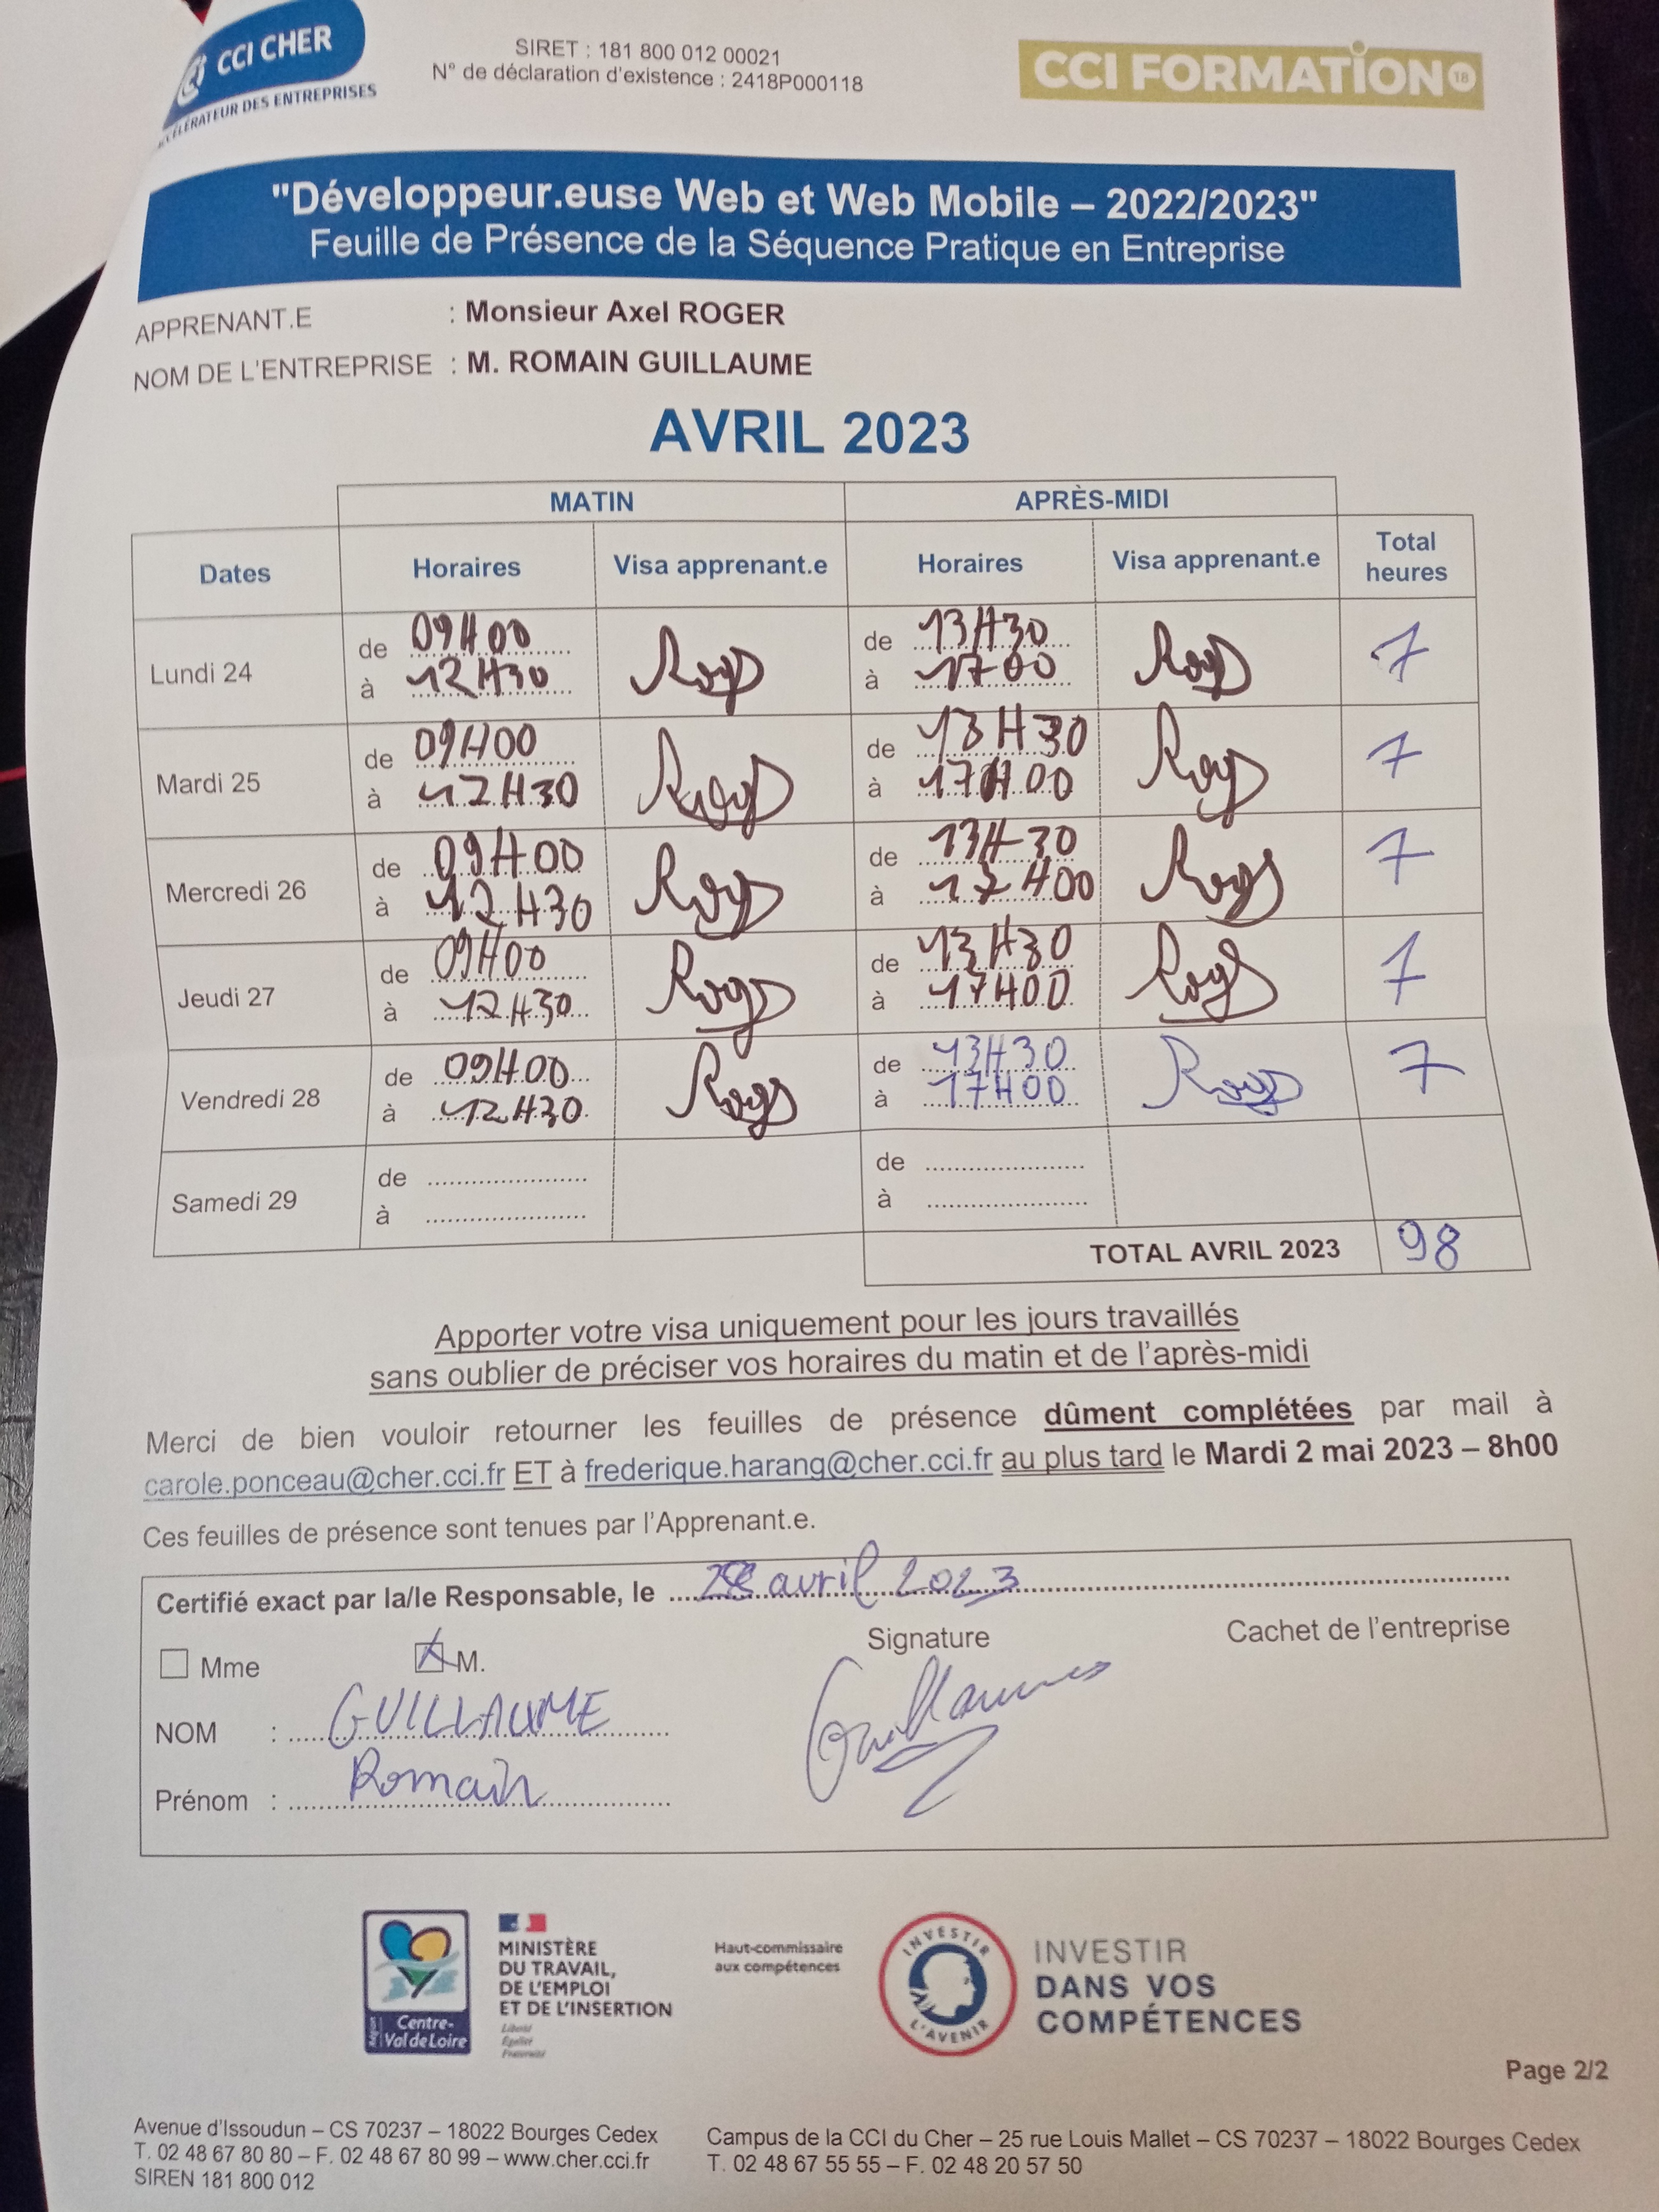 CCI CHER
ACCÉLÉRATEUR DES ENTREPRISES
SIRET : 181 800 012 00021
N° de déclaration d'existence : 2418P000118
CCI FORMATION 18
"Développeur.euse Web et Web Mobile – 2022/2023"
Feuille de Présence de la Séquence Pratique en Entreprise
APPRENANT.E : Monsieur Axel ROGER
NOM DE L'ENTREPRISE : M. ROMAIN GUILLAUME
AVRIL 2023
MATIN APRÈS-MIDI
Dates Horaires Visa apprenant.e Horaires Visa apprenant.e Total heures
Lundi 24 de 09H00 de 13H30 7
à 12H30 à 1700
Mardi 25 de 09H00 de 13H30 7
à 12H30 à 17H00
Mercredi 26 de 09H00 de 13H30 7
à 12H30 à 17H00
Jeudi 27 de 09H00 de 13H30 7
à 12H30 à 17H00
Vendredi 28 de 09H00 de 13H30 7
à 12H30 à 17H00
Samedi 29 de .................... de ....................
à .................... à ....................
TOTAL AVRIL 2023 98
Apporter votre visa uniquement pour les jours travaillés
sans oublier de préciser vos horaires du matin et de l'après-midi
Merci de bien vouloir retourner les feuilles de présence dûment complétées par mail à
carole.ponceau@cher.cci.fr ET à frederique.harang@cher.cci.fr au plus tard le Mardi 2 mai 2023 – 8h00
Ces feuilles de présence sont tenues par l'Apprenant.e.
Certifié exact par la/le Responsable, le 28 avril 2023
Mme M. Signature Cachet de l'entreprise
NOM : GUILLAUME
Guillaume
Prénom : Romain
Région Centre-Val de Loire
MINISTÈRE
DU TRAVAIL,
DE L'EMPLOI
ET DE L'INSERTION
Liberté
Égalité
Fraternité
Haut-commissaire
aux compétences
INVESTIR L'AVENIR
INVESTIR
DANS VOS
COMPÉTENCES
Page 2/2
Avenue d'Issoudun – CS 70237 – 18022 Bourges Cedex
T. 02 48 67 80 80 – F. 02 48 67 80 99 – www.cher.cci.fr
SIREN 181 800 012
Campus de la CCI du Cher – 25 rue Louis Mallet – CS 70237 – 18022 Bourges Cedex
T. 02 48 67 55 55 – F. 02 48 20 57 50